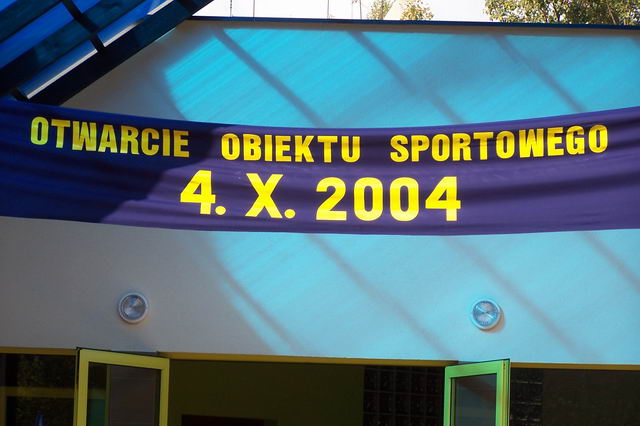 OTWARCIE OBIEKTU SPORTOWEGO
4. X. 2004